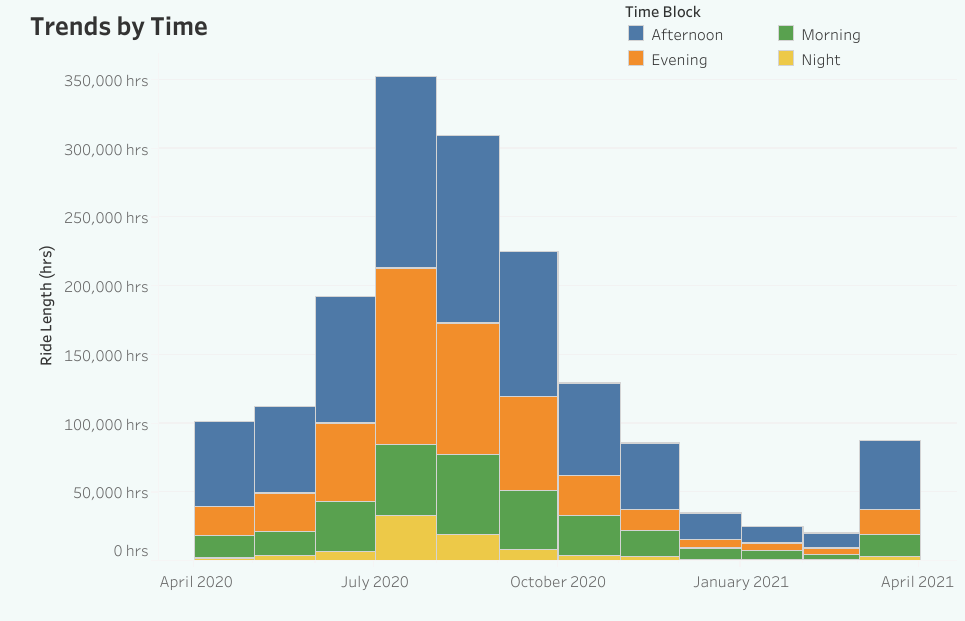 Trends by Time
Time Block
Afternoon
Morning
Evening
Night
350,000 hrs
300,000 hrs
250,000 hrs
200,000 hrs
150,000 hrs
100,000 hrs
50,000 hrs
0 hrs
Ride Length (hrs)
April 2020
July 2020
October 2020
January 2021
April 2021